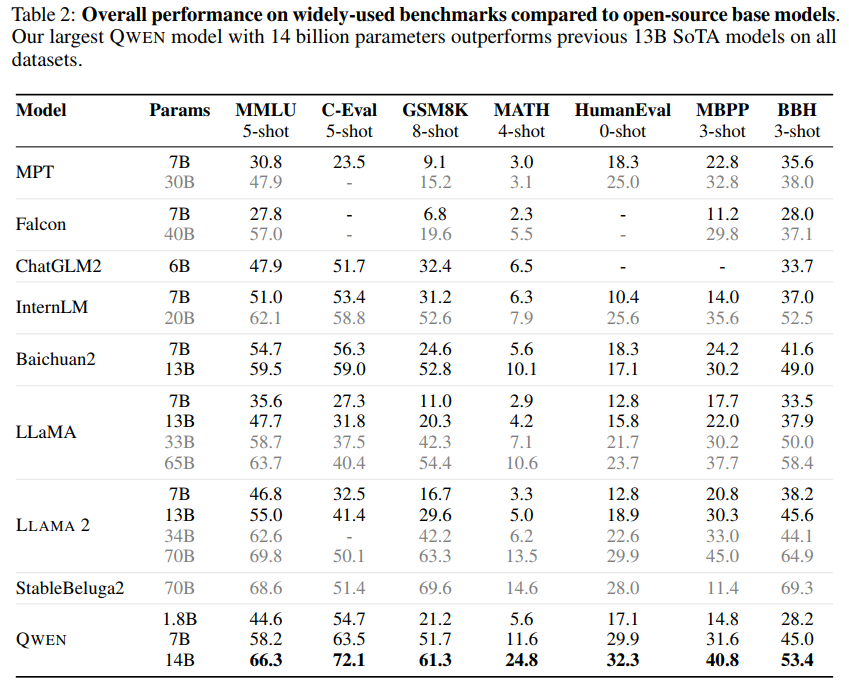 Table 2: Overall performance on widely-used benchmarks compared to open-source base models.
Our largest QWEN model with 14 billion parameters outperforms previous 13B SoTA models on all
datasets.
Model Params MMLU C-Eval GSM8K MATH HumanEval MBPP BBH
5-shot 5-shot 8-shot 4-shot 0-shot 3-shot 3-shot
MPT
7B 30.8 23.5 9.1 3.0 18.3 22.8 35.6
30B 47.9 - 15.2 3.1 25.0 32.8 38.0
Falcon
7B 27.8 - 6.8 2.3 - 11.2 28.0
40B 57.0 - 19.6 5.5 - 29.8 37.1
ChatGLM2 6B 47.9 51.7 32.4 6.5 - - 33.7
InternLM
7B 51.0 53.4 31.2 6.3 10.4 14.0 37.0
20B 62.1 58.8 52.6 7.9 25.6 35.6 52.5
Baichuan2
7B 54.7 56.3 24.6 5.6 18.3 24.2 41.6
13B 59.5 59.0 52.8 10.1 17.1 30.2 49.0
LLaMA
7B 35.6 27.3 11.0 2.9 12.8 17.7 33.5
13B 47.7 31.8 20.3 4.2 15.8 22.0 37.9
33B 58.7 37.5 42.3 7.1 21.7 30.2 50.0
65B 63.7 40.4 54.4 10.6 23.7 37.7 58.4
LLAMA 2
7B 46.8 32.5 16.7 3.3 12.8 20.8 38.2
13B 55.0 41.4 29.6 5.0 18.9 30.3 45.6
34B 62.6 - 42.2 6.2 22.6 33.0 44.1
70B 69.8 50.1 63.3 13.5 29.9 45.0 64.9
StableBeluga2 70B 68.6 51.4 69.6 14.6 28.0 11.4 69.3
QWEN
1.8B 44.6 54.7 21.2 5.6 17.1 14.8 28.2
7B 58.2 63.5 51.7 11.6 29.9 31.6 45.0
14B 66.3 72.1 61.3 24.8 32.3 40.8 53.4